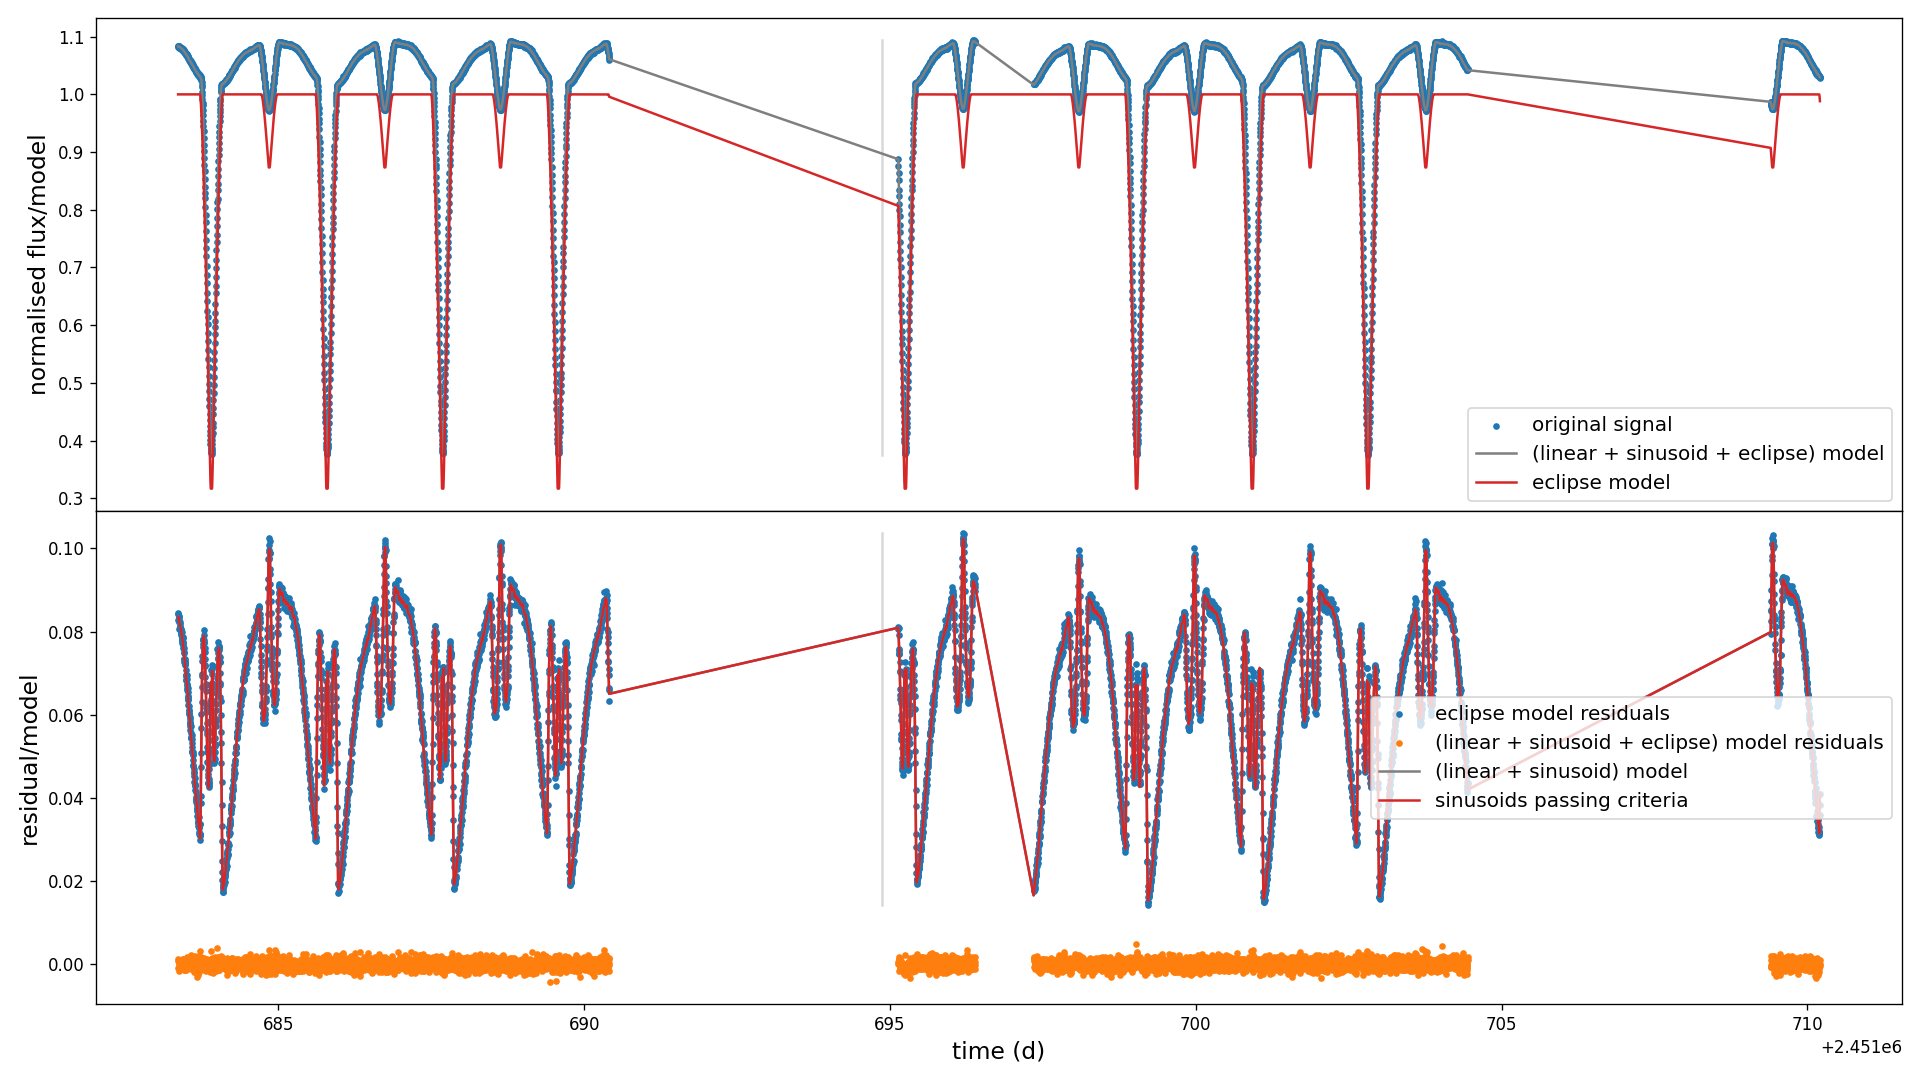 normalised flux/model
1.1
1.0
0.9
0.8
0.7
0.6
0.5
0.4
0.3
original signal
(linear + sinusoid + eclipse) model
eclipse model
residual/model
0.10
0.08
0.06
0.04
0.02
0.00
eclipse model residuals
(linear + sinusoid + eclipse) model residuals
(linear + sinusoid) model
sinusoids passing criteria
685
690
695
700
705
710
time (d)
+2.451e6